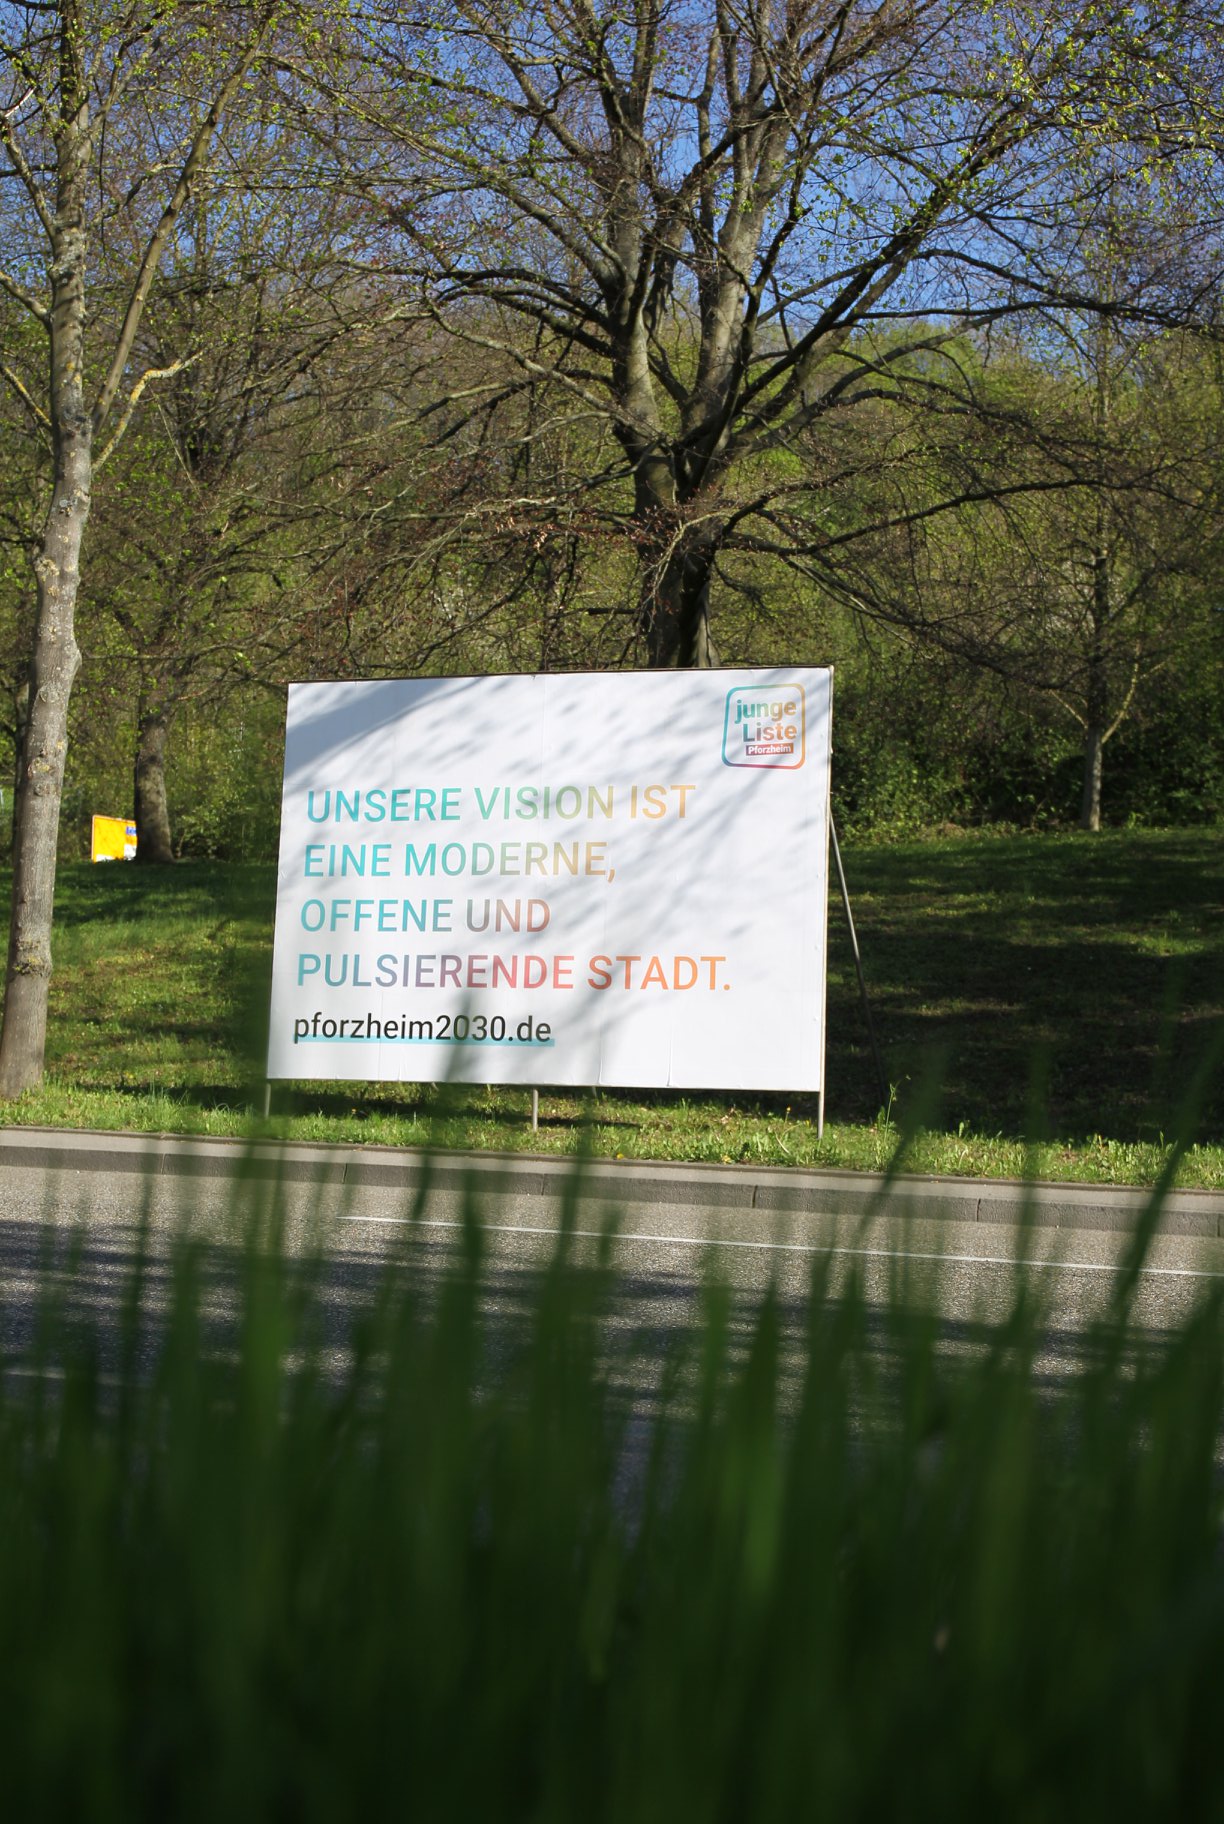 junge
Liste
Pforzheim
UNSERE VISION IST
EINE MODERNE,
OFFENE UND
PULSIERENDE STADT.
pforzheim2030.de